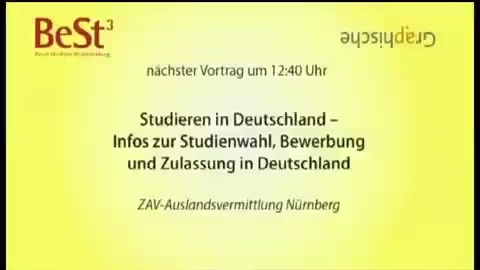 BeSt³
Graphische
nächster Vortrag um 12:40 Uhr
Studieren in Deutschland –
Infos zur Studienwahl, Bewerbung
und Zulassung in Deutschland
ZAV-Auslandsvermittlung Nürnberg